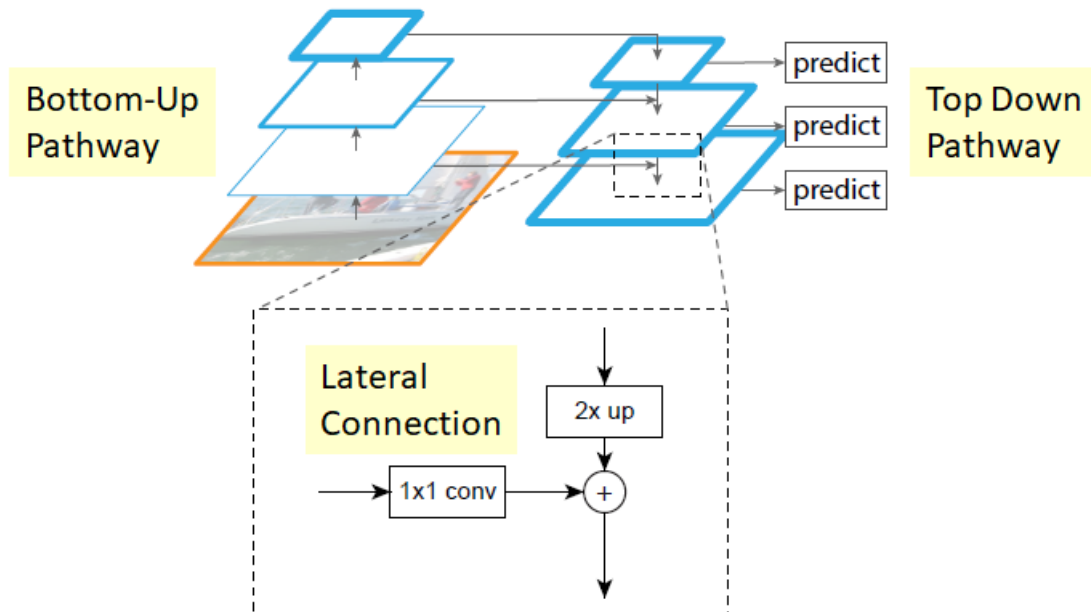 Bottom-Up
Pathway
predict
predict
predict
Top Down
Pathway
Lateral
Connection
2x up
1x1 conv
+